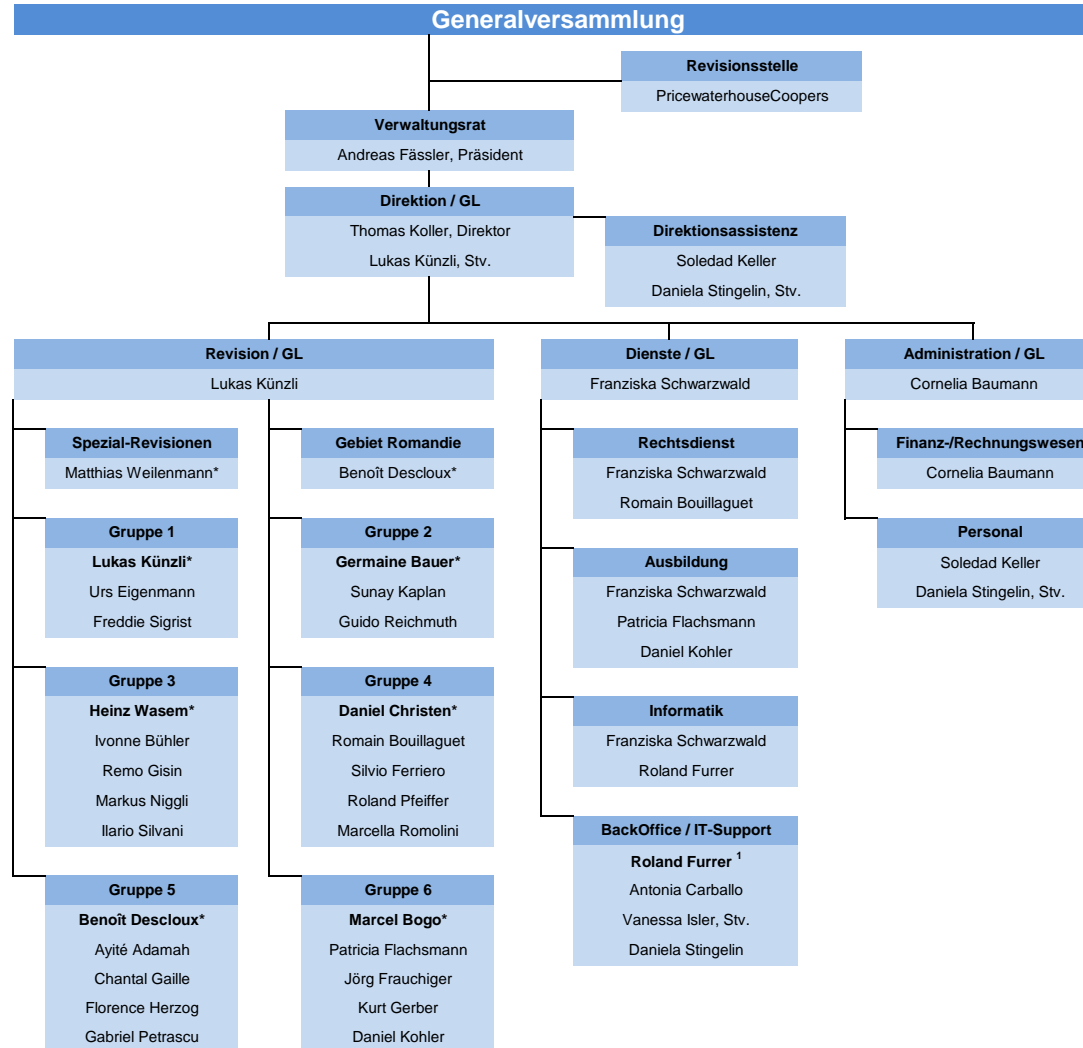 Generalversammlung
Revisionsstelle
PricewaterhouseCoopers
Verwaltungsrat
Andreas Fässler, Präsident
Direktion / GL
Thomas Koller, Direktor
Lukas Künzli, Stv.
Direktionsassistenz
Soledad Keller
Daniela Stingelin, Stv.
Revision / GL
Lukas Künzli
Spezial-Revisionen
Matthias Weilenmann*
Gebiet Romandie
Benoît Descloux*
Gruppe 1
Lukas Künzli*
Urs Eigenmann
Freddie Sigrist
Gruppe 2
Germaine Bauer*
Sunay Kaplan
Guido Reichmuth
Gruppe 3
Heinz Wasem*
Ivonne Bühler
Remo Gisin
Markus Niggli
Ilario Silvani
Gruppe 4
Daniel Christen*
Romain Bouillaguet
Silvio Ferriero
Roland Pfeiffer
Marcella Romolini
Gruppe 5
Benoît Descloux*
Ayité Adamah
Chantal Gaille
Florence Herzog
Gabriel Petrascu
Gruppe 6
Marcel Bogo*
Patricia Flachsmann
Jörg Frauchiger
Kurt Gerber
Daniel Kohler
Dienste / GL
Franziska Schwarzwald
Rechtsdienst
Franziska Schwarzwald
Romain Bouillaguet
Ausbildung
Franziska Schwarzwald
Patricia Flachsmann
Daniel Kohler
Informatik
Franziska Schwarzwald
Roland Furrer
BackOffice / IT-Support
Roland Furrer ¹
Antonia Carballo
Vanessa Isler, Stv.
Daniela Stingelin
Administration / GL
Cornelia Baumann
Finanz-/Rechnungswesen
Cornelia Baumann
Personal
Soledad Keller
Daniela Stingelin, Stv.